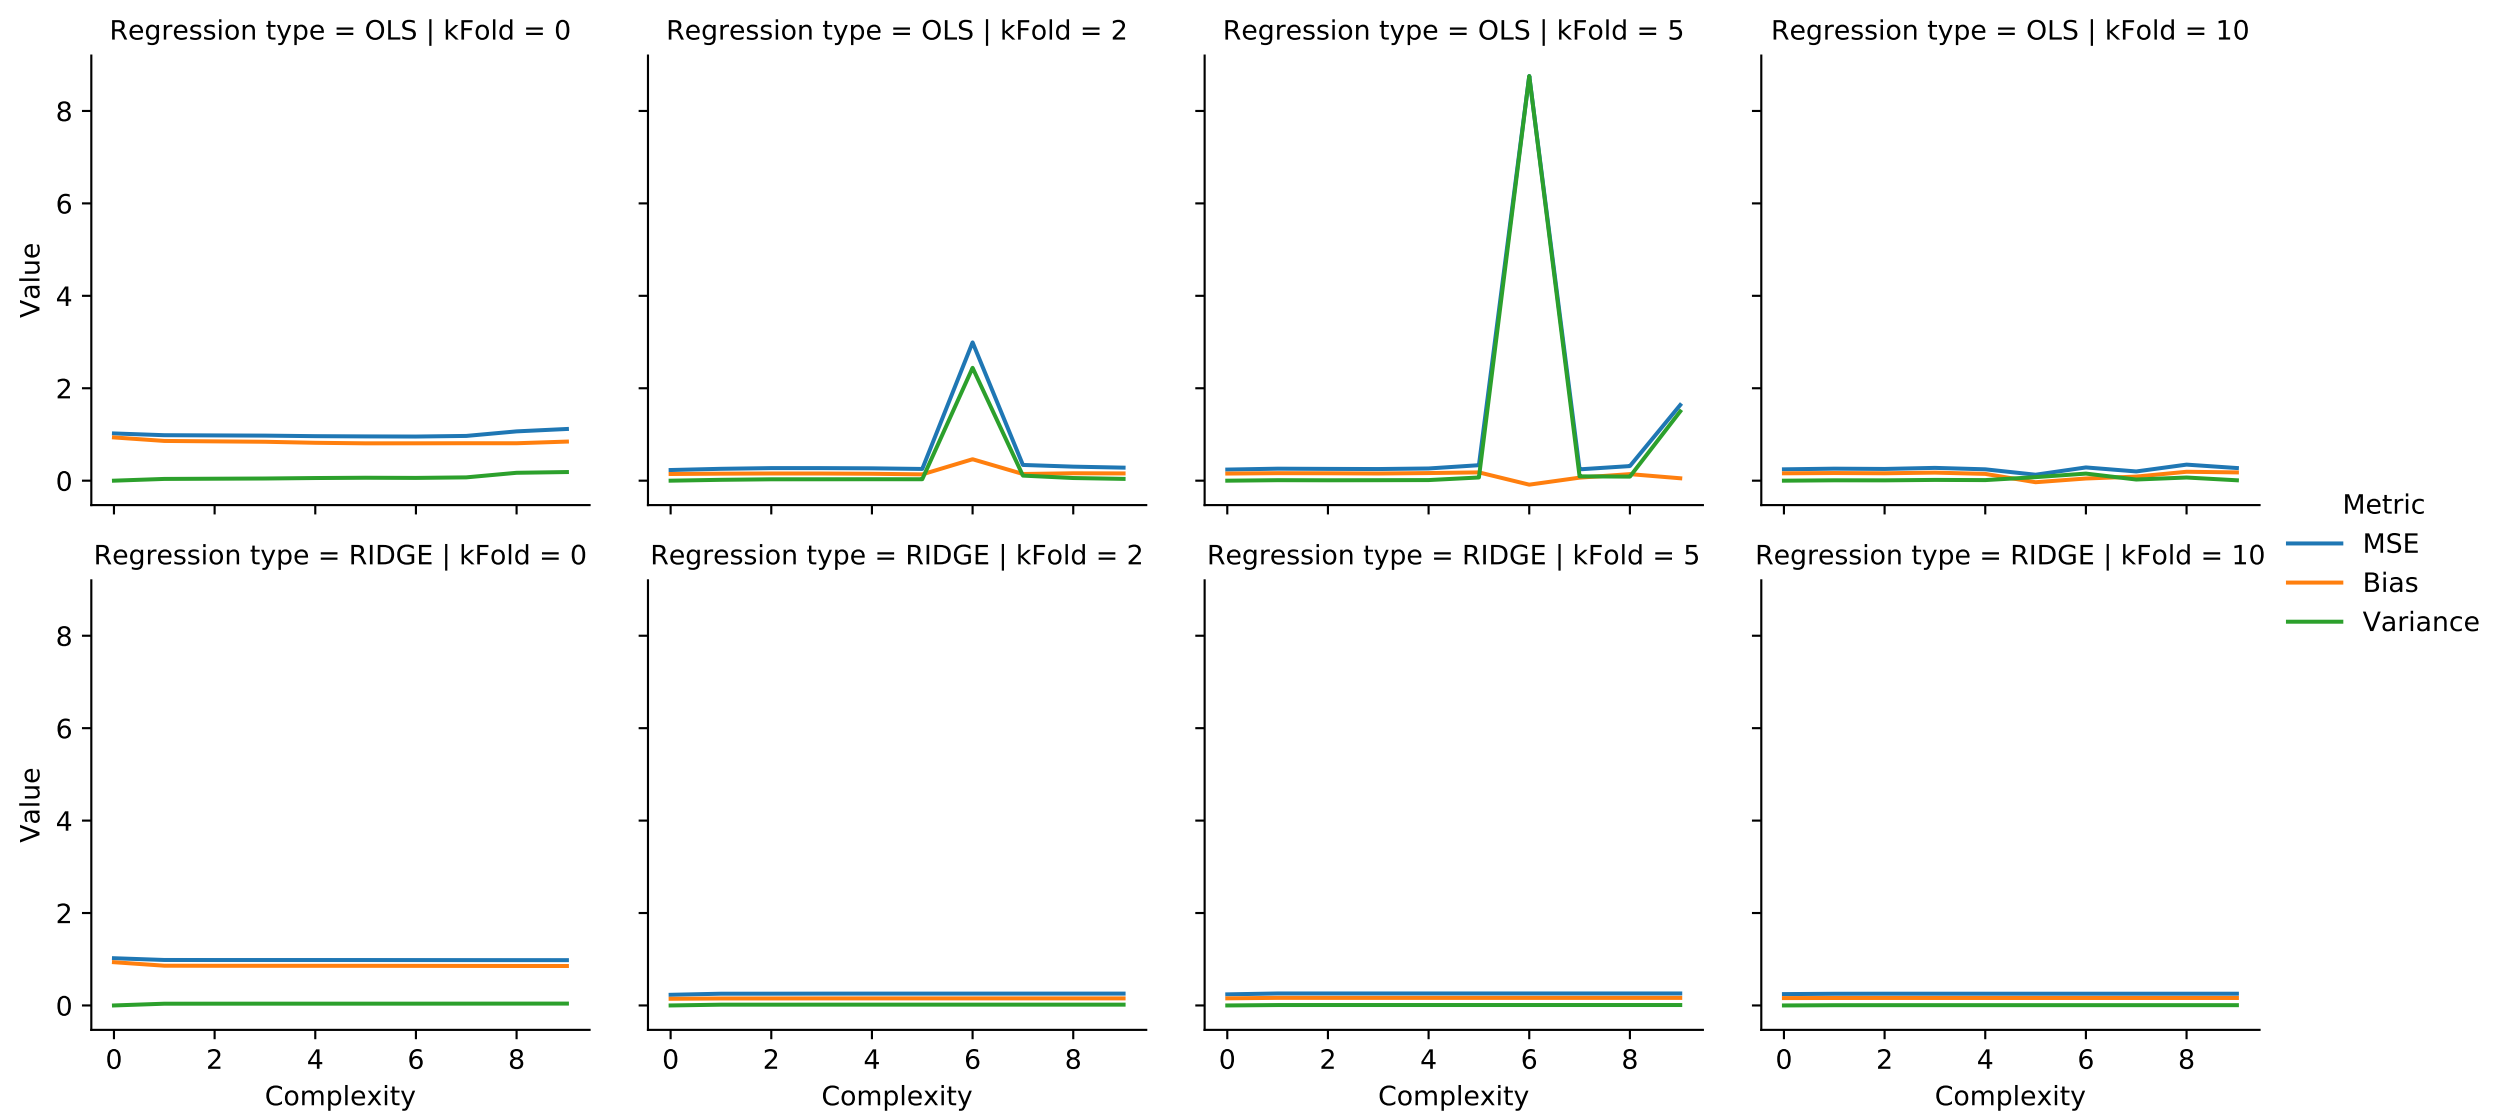 Regression type = OLS | kFold = 0
Regression type = OLS | kFold = 2
Regression type = OLS | kFold = 5
Regression type = OLS | kFold = 10
Value
8
6
4
2
0
Metric
MSE
Bias
Variance
Regression type = RIDGE | kFold = 0
Regression type = RIDGE | kFold = 2
Regression type = RIDGE | kFold = 5
Regression type = RIDGE | kFold = 10
Value
8
6
4
2
0
0 2 4 6 8
0 2 4 6 8
0 2 4 6 8
0 2 4 6 8
Complexity
Complexity
Complexity
Complexity